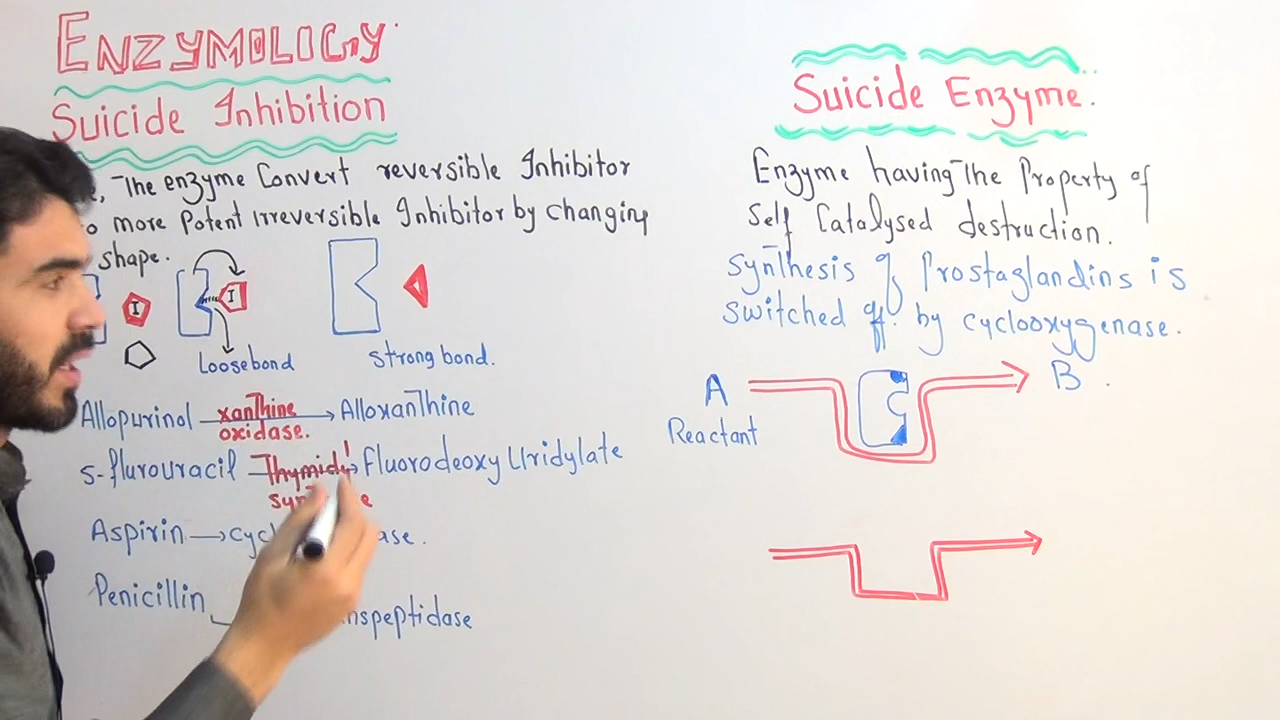 ENZYMOLOGY
Suicide Inhibition
The enzyme Convert reversible Inhibitor
more Potent Irreversible Inhibitor by changing
shape.
I
I
Loosebond
strong bond.
Allopurinol xanthine oxidase. Alloxanthine
5-flurouracil Fluorodeoxy Uridylate
Aspirin
Penicillin
Suicide Enzyme.
Enzyme having The Property of
Self Catalysed destruction.
Synthesis of Prostaglandins is
switched off. by cyclooxygenase.
A
B
Reactant